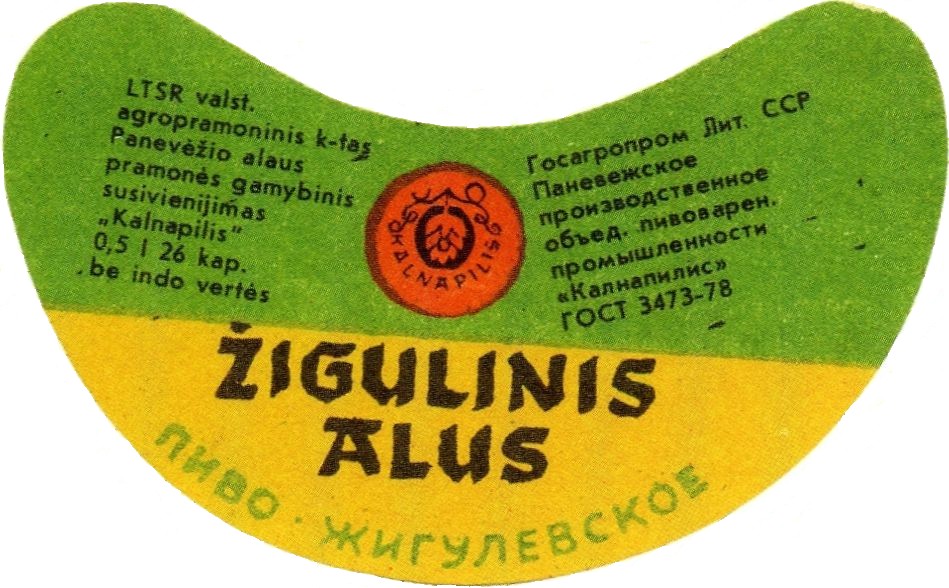 LTSR valst.
agropramoninis k-tas
Panevėžio alaus
pramonės gamybinis
susivienijimas
„Kalnapilis"
0,5 l 26 kap.
be indo vertės
KALNAPILIS
Госагропром Лит. ССР
Паневежское
производственное
объед. пивоварен.
промышленности
«Калнапилис»
ГОСТ 3473-78
ŽIGULINIS
ALUS
ПИВО · ЖИГУЛЕВСКОЕ